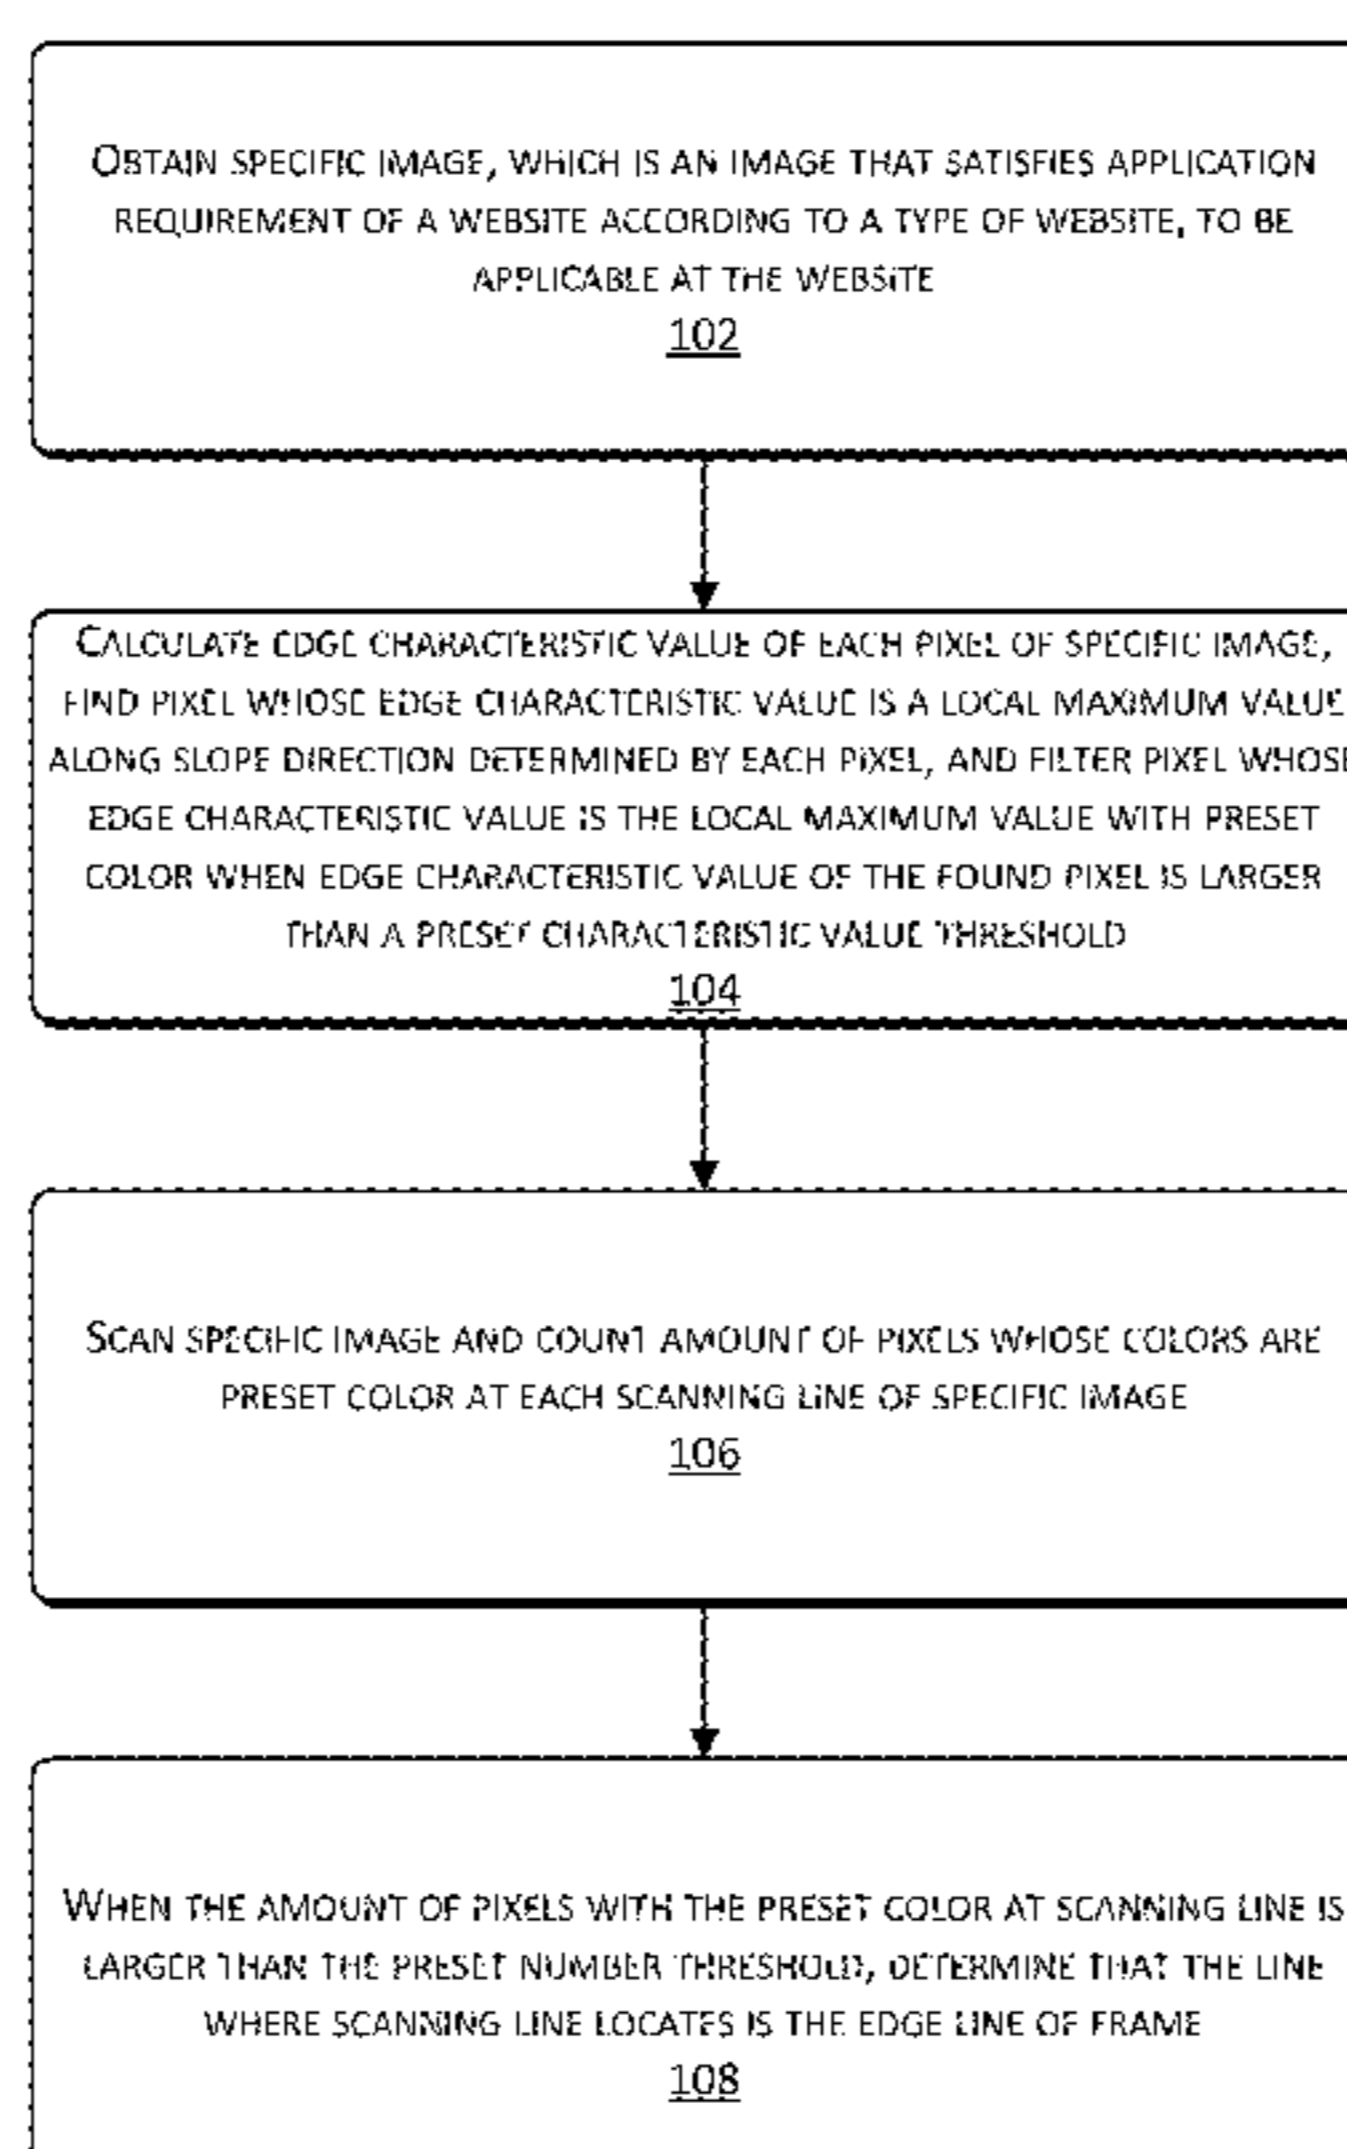 OBTAIN SPECIFIC IMAGE, WHICH IS AN IMAGE THAT SATISFIES APPLICATION
REQUIREMENT OF A WEBSITE ACCORDING TO A TYPE OF WEBSITE, TO BE
APPLICABLE AT THE WEBSITE
102
CALCULATE EDGE CHARACTERISTIC VALUE OF EACH PIXEL OF SPECIFIC IMAGE,
FIND PIXEL WHOSE EDGE CHARACTERISTIC VALUE IS A LOCAL MAXIMUM VALUE
ALONG SLOPE DIRECTION DETERMINED BY EACH PIXEL, AND FILTER PIXEL WHOSE
EDGE CHARACTERISTIC VALUE IS THE LOCAL MAXIMUM VALUE WITH PRESET
COLOR WHEN EDGE CHARACTERISTIC VALUE OF THE FOUND PIXEL IS LARGER
THAN A PRESET CHARACTERISTIC VALUE THRESHOLD
104
SCAN SPECIFIC IMAGE AND COUNT AMOUNT OF PIXELS WHOSE COLORS ARE
PRESET COLOR AT EACH SCANNING LINE OF SPECIFIC IMAGE
106
WHEN THE AMOUNT OF PIXELS WITH THE PRESET COLOR AT SCANNING LINE IS
LARGER THAN THE PRESET NUMBER THRESHOLD, DETERMINE THAT THE LINE
WHERE SCANNING LINE LOCATES IS THE EDGE LINE OF FRAME
108